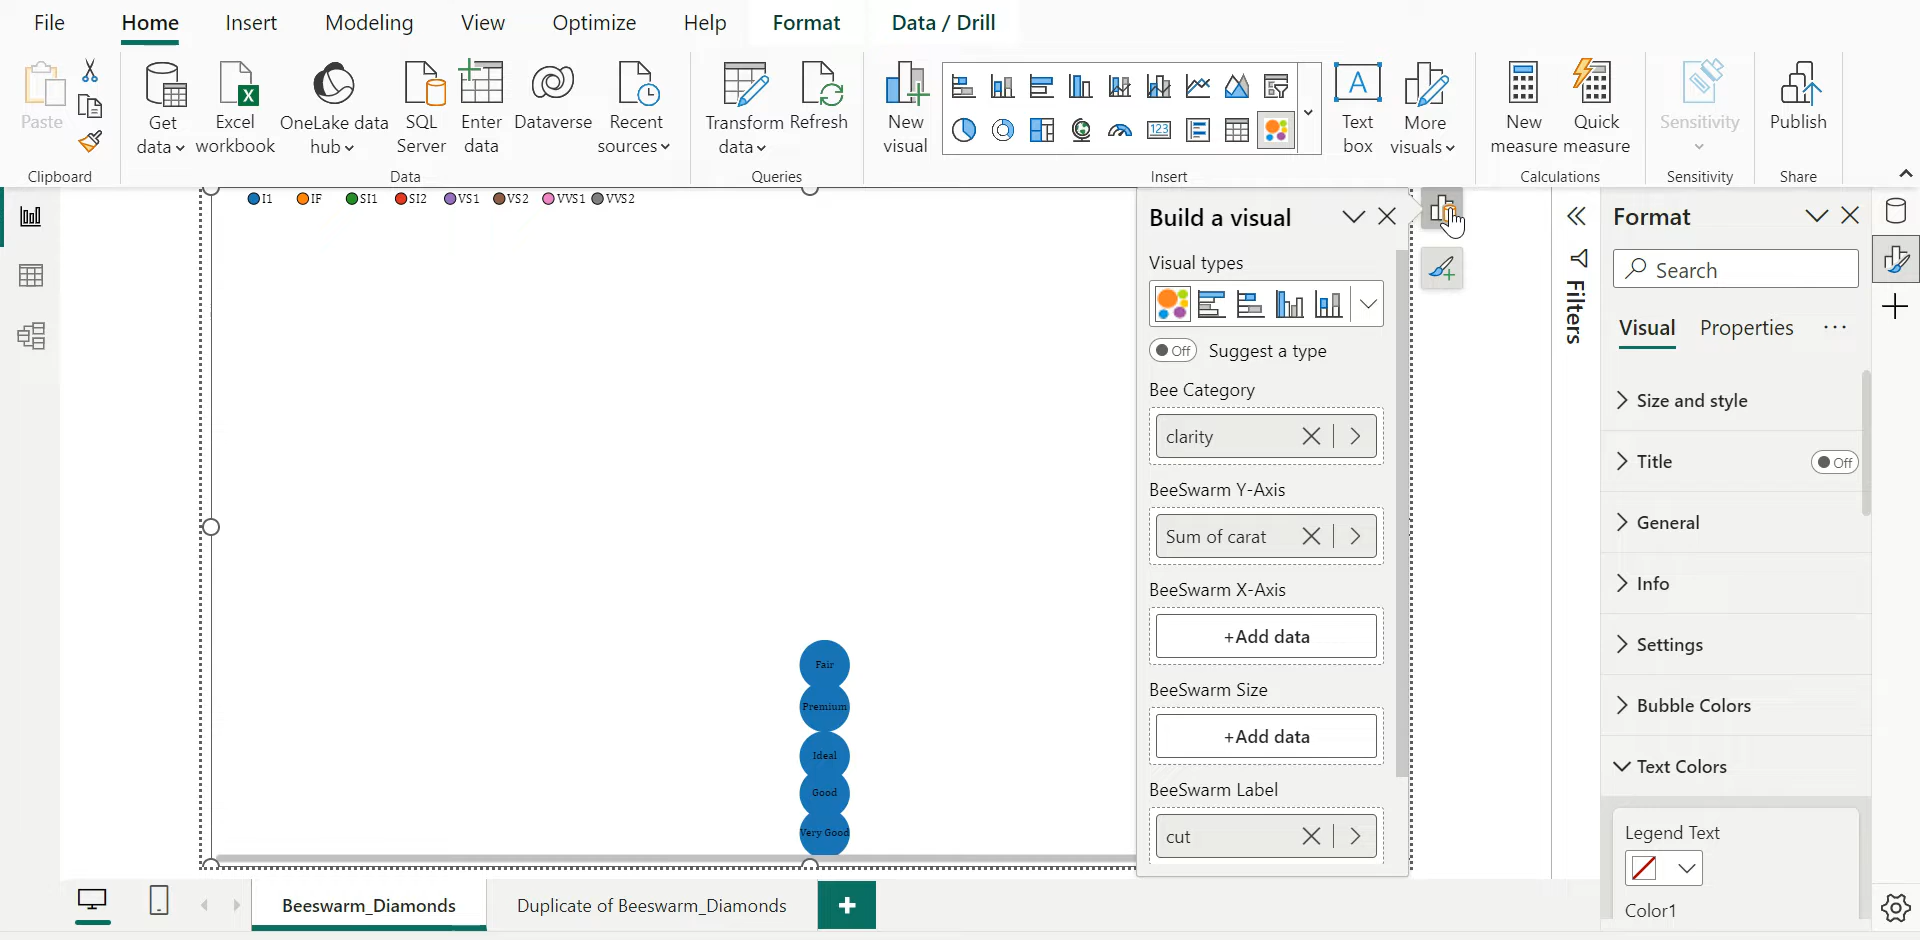 File Home Insert Modeling View Optimize Help Format Data / Drill
Paste
Get data
Excel workbook
OneLake data hub
SQL Server
Enter data
Dataverse
Recent sources
Transform data
Refresh
New visual
123
A
Text box
More visuals
New measure
Quick measure
Sensitivity
Publish
Clipboard Data Queries Insert Calculations Sensitivity Share
I1 IF SI1 SI2 VS1 VS2 VVS1 VVS2
Fair
Premium
Ideal
Good
Very Good
Build a visual
Visual types
Off Suggest a type
Bee Category
clarity
BeeSwarm Y-Axis
Sum of carat
BeeSwarm X-Axis
+Add data
BeeSwarm Size
+Add data
BeeSwarm Label
cut
Filters
Format
Search
Visual Properties ...
Size and style
Title Off
General
Info
Settings
Bubble Colors
Text Colors
Legend Text
Color1
Beeswarm_Diamonds Duplicate of Beeswarm_Diamonds +